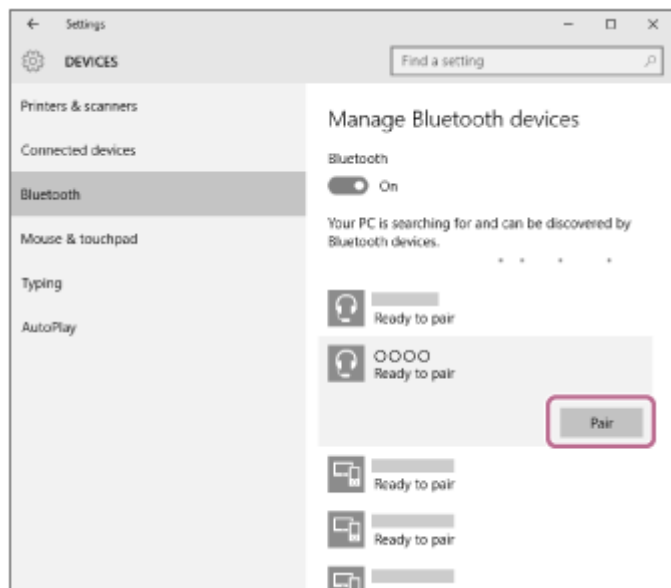 Settings
DEVICES
Find a setting
Printers & scanners
Connected devices
Bluetooth
Mouse & touchpad
Typing
AutoPlay
Manage Bluetooth devices
Bluetooth
On
Your PC is searching for and can be discovered by
Bluetooth devices.
Ready to pair
OOOO
Ready to pair
Pair
Ready to pair
Ready to pair